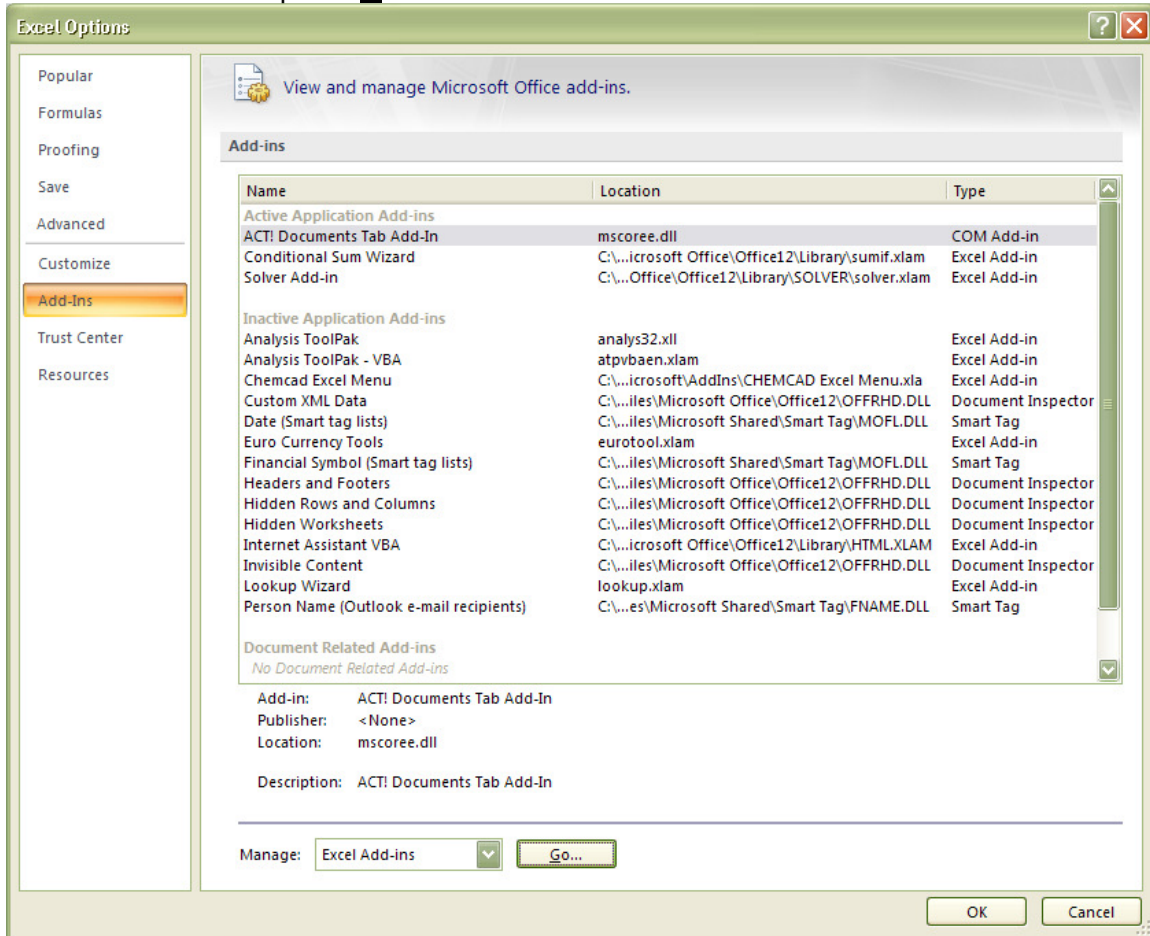 Excel Options
Popular
Formulas
Proofing
Save
Advanced
Customize
Add-Ins
Trust Center
Resources
View and manage Microsoft Office add-ins.
Add-ins
Name Location Type
Active Application Add-ins
ACT! Documents Tab Add-In mscoree.dll COM Add-in
Conditional Sum Wizard C:\...icrosoft Office\Office12\Library\sumif.xlam Excel Add-in
Solver Add-in C:\...Office\Office12\Library\SOLVER\solver.xlam Excel Add-in
Inactive Application Add-ins
Analysis ToolPak analys32.xll Excel Add-in
Analysis ToolPak - VBA atpvbaen.xlam Excel Add-in
Chemcad Excel Menu C:\...icrosoft\AddIns\CHEMCAD Excel Menu.xla Excel Add-in
Custom XML Data C:\...iles\Microsoft Office\Office12\OFFRHD.DLL Document Inspector
Date (Smart tag lists) C:\...iles\Microsoft Shared\Smart Tag\MOFL.DLL Smart Tag
Euro Currency Tools eurotool.xlam Excel Add-in
Financial Symbol (Smart tag lists) C:\...iles\Microsoft Shared\Smart Tag\MOFL.DLL Smart Tag
Headers and Footers C:\...iles\Microsoft Office\Office12\OFFRHD.DLL Document Inspector
Hidden Rows and Columns C:\...iles\Microsoft Office\Office12\OFFRHD.DLL Document Inspector
Hidden Worksheets C:\...iles\Microsoft Office\Office12\OFFRHD.DLL Document Inspector
Internet Assistant VBA C:\...icrosoft Office\Office12\Library\HTML.XLAM Excel Add-in
Invisible Content C:\...iles\Microsoft Office\Office12\OFFRHD.DLL Document Inspector
Lookup Wizard lookup.xlam Excel Add-in
Person Name (Outlook e-mail recipients) C:\...es\Microsoft Shared\Smart Tag\FNAME.DLL Smart Tag
Document Related Add-ins
No Document Related Add-ins
Add-in: ACT! Documents Tab Add-In
Publisher: <None>
Location: mscoree.dll
Description: ACT! Documents Tab Add-In
Manage: Excel Add-ins Go...
OK Cancel